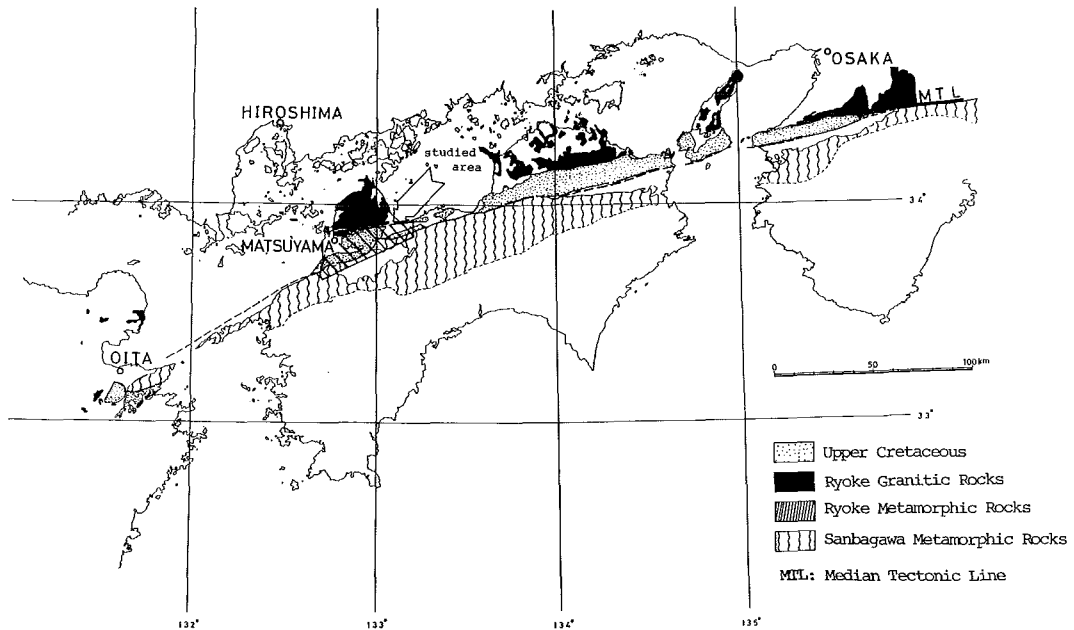 OSAKA
MTL
HIROSHIMA
studied
area
34°
MATSUYAMA
OITA
0 50 100km
33°
Upper Cretaceous
Ryoke Granitic Rocks
Ryoke Metamorphic Rocks
Sanbagawa Metamorphic Rocks
MTL: Median Tectonic Line
132° 133° 134° 135°